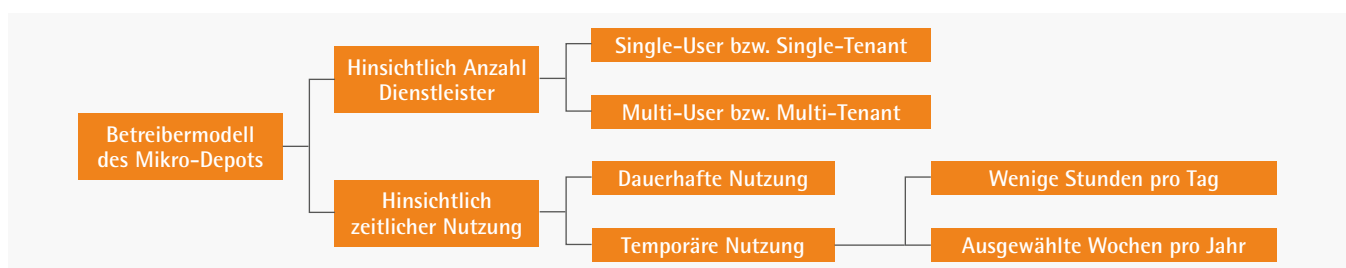 Betreibermodell
des Mikro-Depots
Hinsichtlich Anzahl
Dienstleister
Single-User bzw. Single-Tenant
Multi-User bzw. Multi-Tenant
Hinsichtlich
zeitlicher Nutzung
Dauerhafte Nutzung
Temporäre Nutzung
Wenige Stunden pro Tag
Ausgewählte Wochen pro Jahr